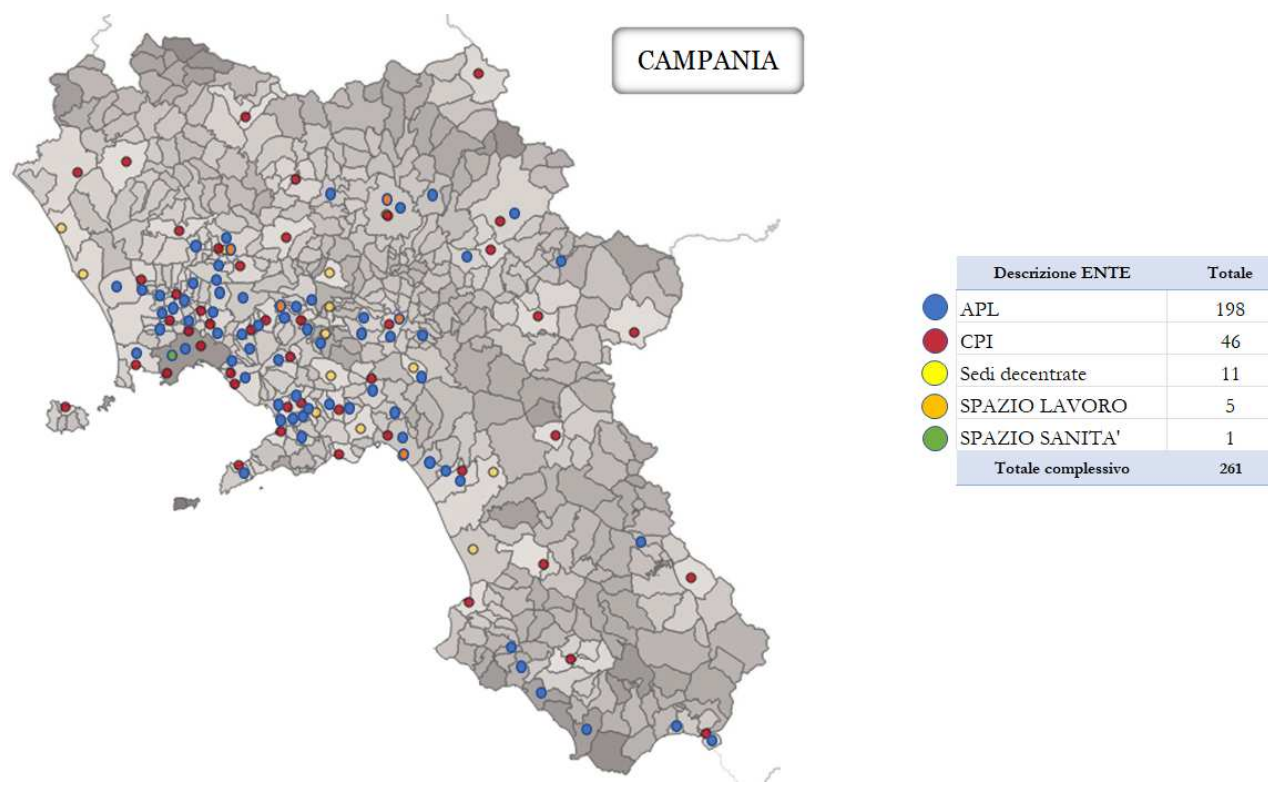 CAMPANIA
Descrizione ENTE Totale
APL 198
CPI 46
Sedi decentrate 11
SPAZIO LAVORO 5
SPAZIO SANITA' 1
Totale complessivo 261